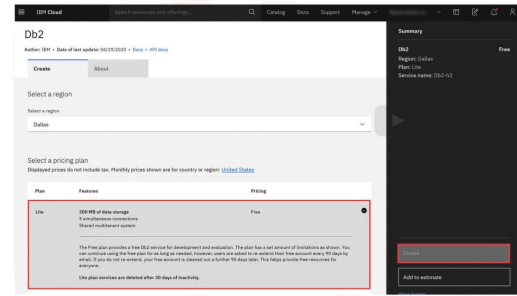 IBM Cloud
Search resources and offerings...
Catalog
Docs
Support
Manage
Db2
Author: IBM • Date of last update: 04/29/2020 • Docs • API docs
Create
About
Select a region
Select a region
Dallas
Select a pricing plan
Displayed prices do not include tax. Monthly prices shown are for country or region: United States
Plan
Features
Pricing
Lite
200 MB of data storage
5 simultaneous connections
Shared multitenant system
Free
The Free plan provides a free Db2 service for development and evaluation. The plan has a set amount of limitations as shown. You
can continue using the free plan for as long as needed, however, users are asked to re-extend their free account every 90 days by
email. If you do not re-extend, your free account is cleaned out a further 90 days later. This helps provide free resources for
everyone.
Lite plan services are deleted after 30 days of inactivity.
Summary
Db2
Free
Region: Dallas
Plan: Lite
Service name: Db2-h2
Create
Add to estimate